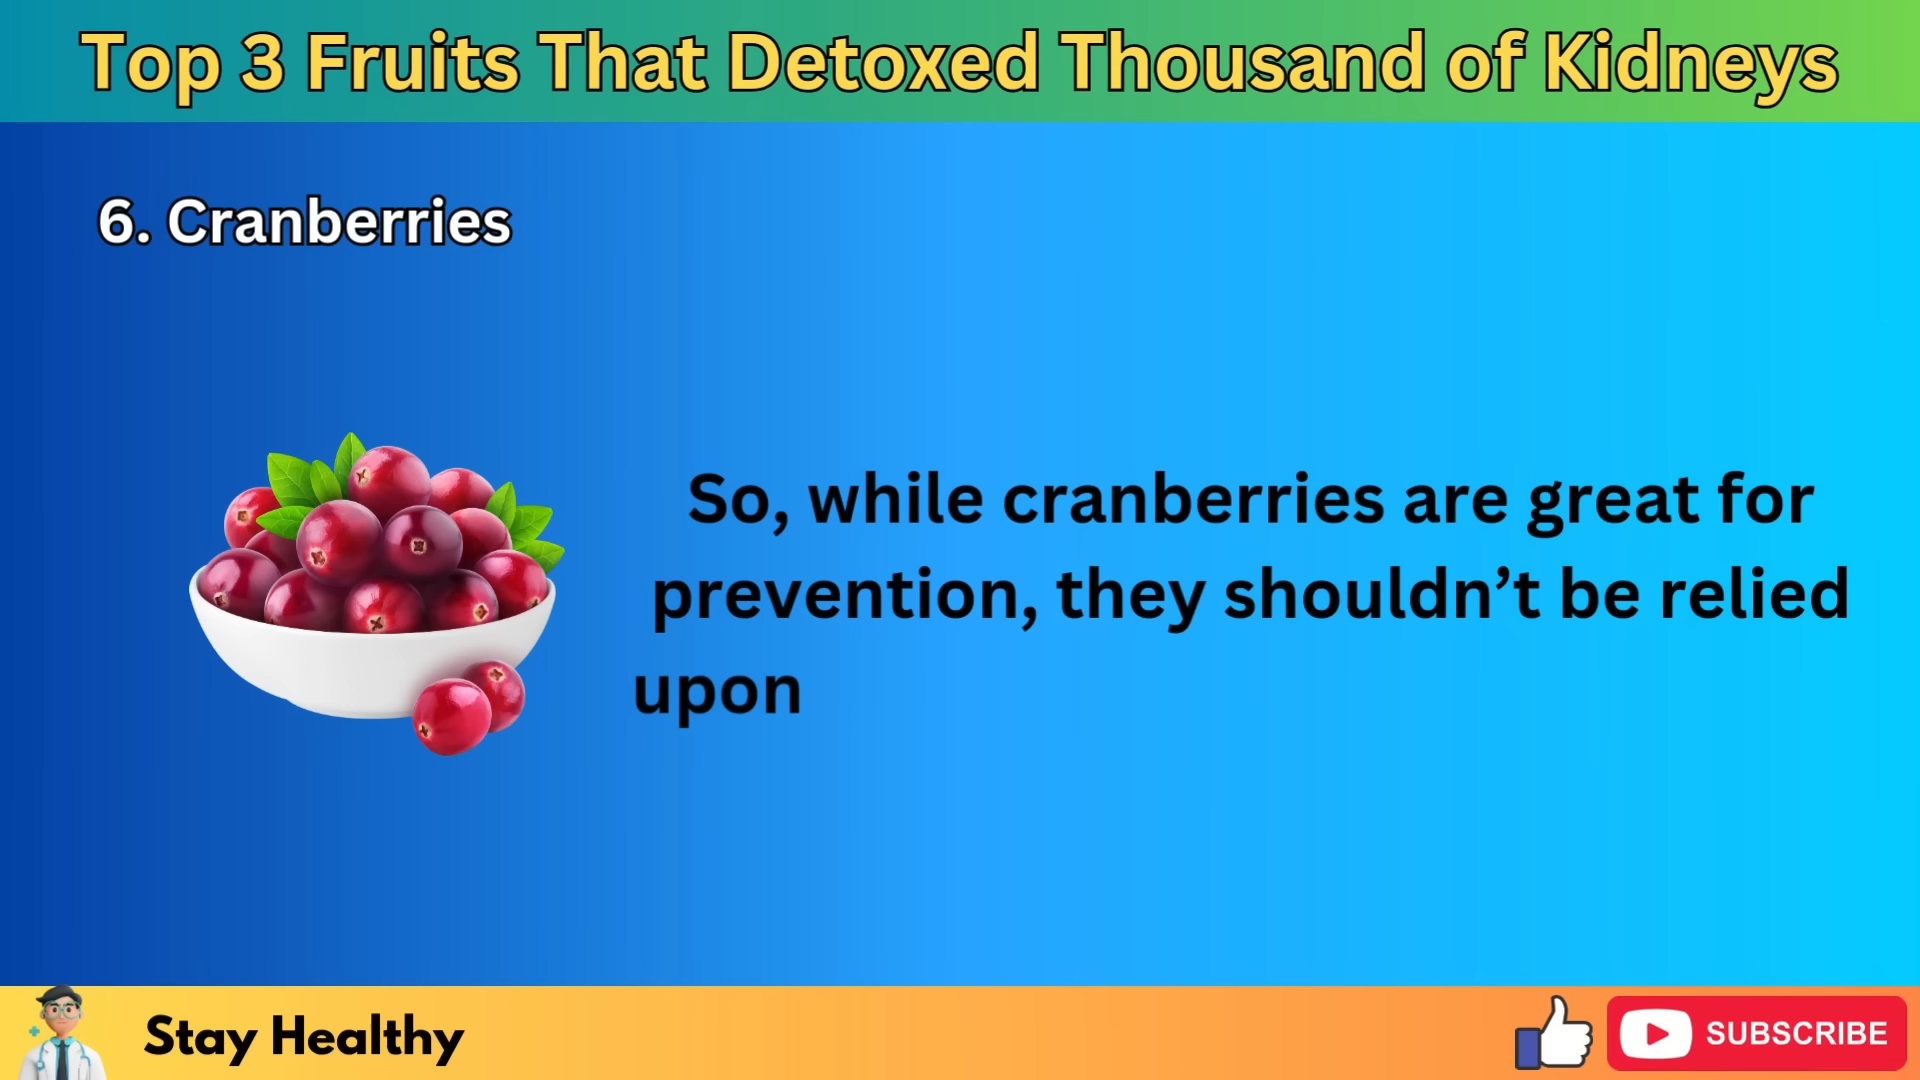 Top 3 Fruits That Detoxed Thousand of Kidneys
6. Cranberries
So, while cranberries are great for
prevention, they shouldn’t be relied
upon
Stay Healthy
SUBSCRIBE